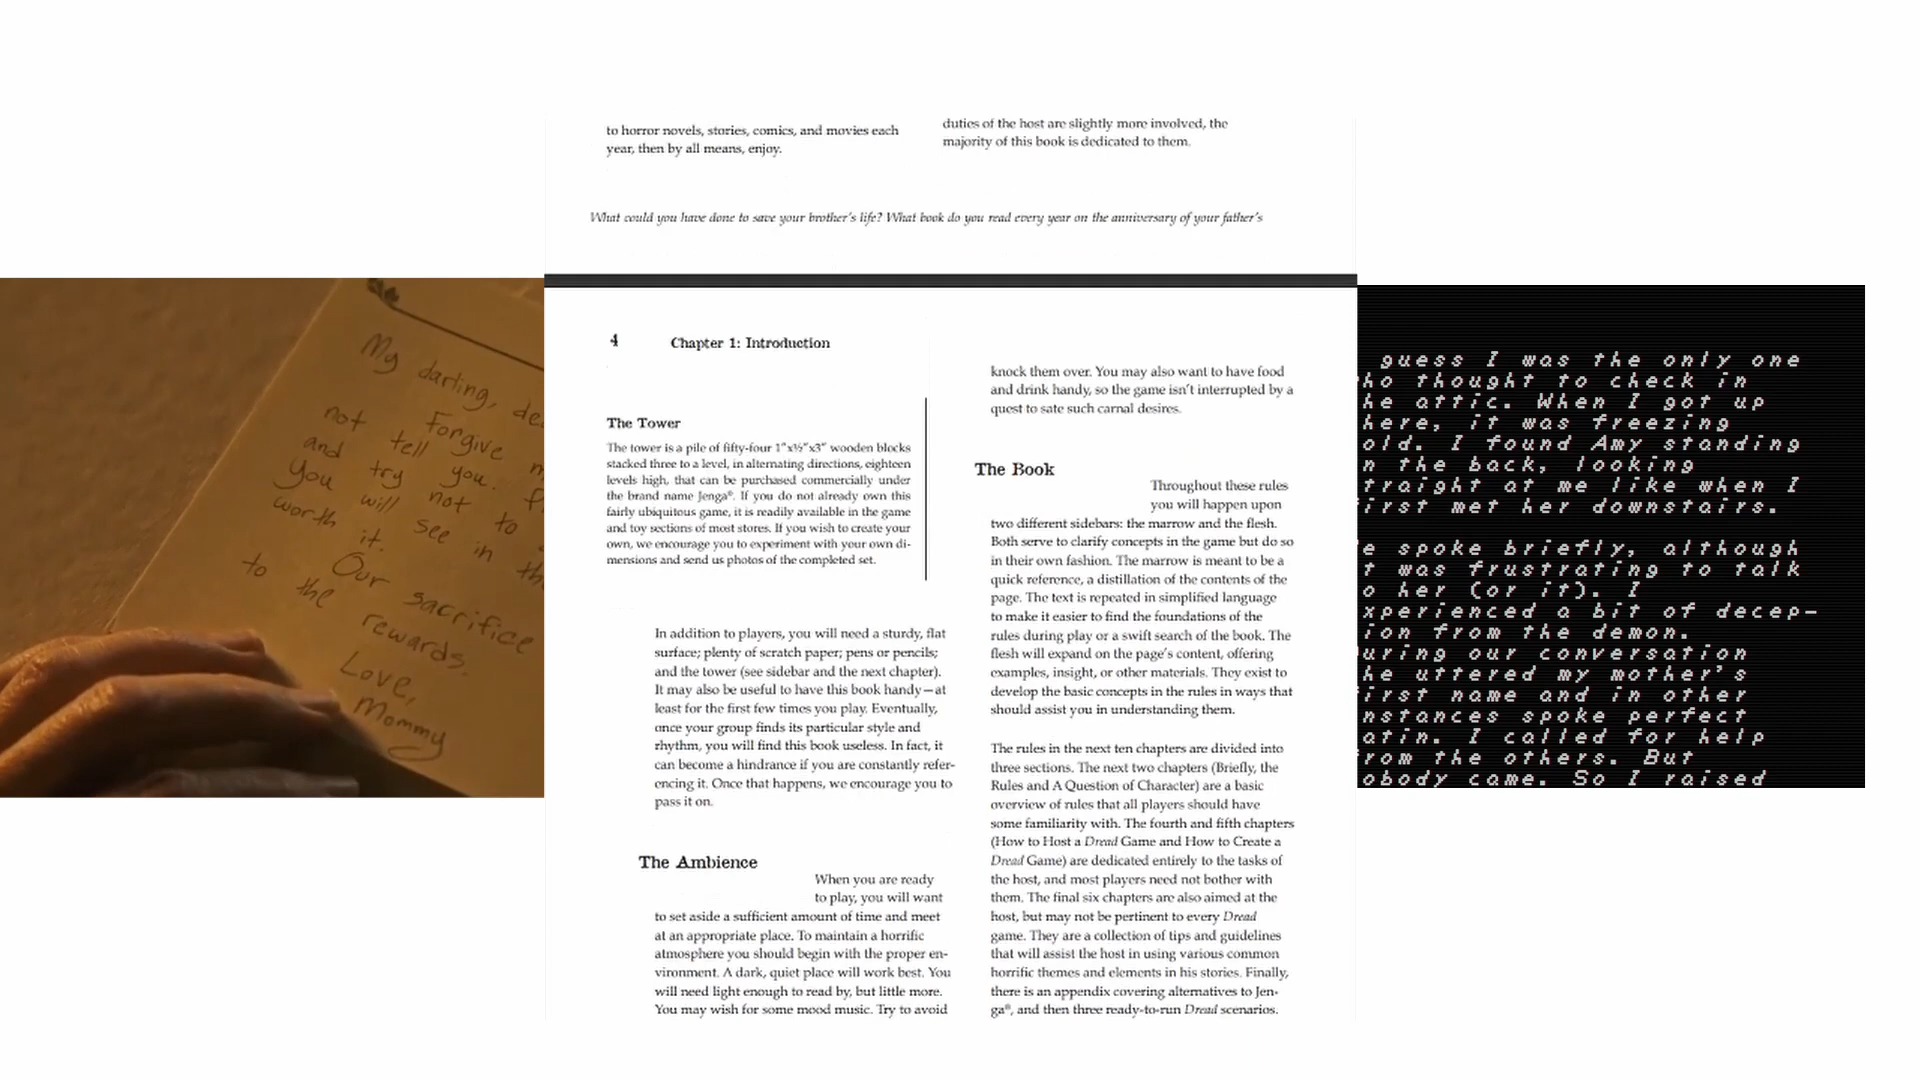 to horror novels, stories, comics, and movies each
year, then by all means, enjoy.
duties of the host are slightly more involved, the
majority of this book is dedicated to them.
What could you have done to save your brother's life? What book do you read every year on the anniversary of your father's
My darling, de
not Forgive m
and tell you.
You try not to
worth will see in th
it.
Our sacrifice
to the rewards.
Love,
Mommy
4 Chapter 1: Introduction
The Tower
The tower is a pile of fifty-four 1"x½"x3" wooden blocks
stacked three to a level, in alternating directions, eighteen
levels high, that can be purchased commercially under
the brand name Jenga®. If you do not already own this
fairly ubiquitous game, it is readily available in the game
and toy sections of most stores. If you wish to create your
own, we encourage you to experiment with your own di-
mensions and send us photos of the completed set.
In addition to players, you will need a sturdy, flat
surface; plenty of scratch paper; pens or pencils;
and the tower (see sidebar and the next chapter).
It may also be useful to have this book handy—at
least for the first few times you play. Eventually,
once your group finds its particular style and
rhythm, you will find this book useless. In fact, it
can become a hindrance if you are constantly refer-
encing it. Once that happens, we encourage you to
pass it on.
The Ambience
When you are ready
to play, you will want
to set aside a sufficient amount of time and meet
at an appropriate place. To maintain a horrific
atmosphere you should begin with the proper en-
vironment. A dark, quiet place will work best. You
will need light enough to read by, but little more.
You may wish for some mood music. Try to avoid
knock them over. You may also want to have food
and drink handy, so the game isn't interrupted by a
quest to sate such carnal desires.
The Book
Throughout these rules
you will happen upon
two different sidebars: the marrow and the flesh.
Both serve to clarify concepts in the game but do so
in their own fashion. The marrow is meant to be a
quick reference, a distillation of the contents of the
page. The text is repeated in simplified language
to make it easier to find the foundations of the
rules during play or a swift search of the book. The
flesh will expand on the page's content, offering
examples, insight, or other materials. They exist to
develop the basic concepts in the rules in ways that
should assist you in understanding them.
The rules in the next ten chapters are divided into
three sections. The next two chapters (Briefly, the
Rules and A Question of Character) are a basic
overview of rules that all players should have
some familiarity with. The fourth and fifth chapters
(How to Host a Dread Game and How to Create a
Dread Game) are dedicated entirely to the tasks of
the host, and most players need not bother with
them. The final six chapters are also aimed at the
host, but may not be pertinent to every Dread
game. They are a collection of tips and guidelines
that will assist the host in using various common
horrific themes and elements in his stories. Finally,
there is an appendix covering alternatives to Jen-
ga®, and then three ready-to-run Dread scenarios.
guess I was the only one
ho thought to check in
he attic. When I got up
here, it was freezing
old. I found Amy standing
n the back, looking
traight at me like when I
irst met her downstairs.
e spoke briefly, although
t was frustrating to talk
o her (or it). I
xperienced a bit of decep-
ion from the demon.
uring our conversation
he uttered my mother's
irst name and in other
nstances spoke perfect
atin. I called for help
rom the others. But
obody came. So I raised